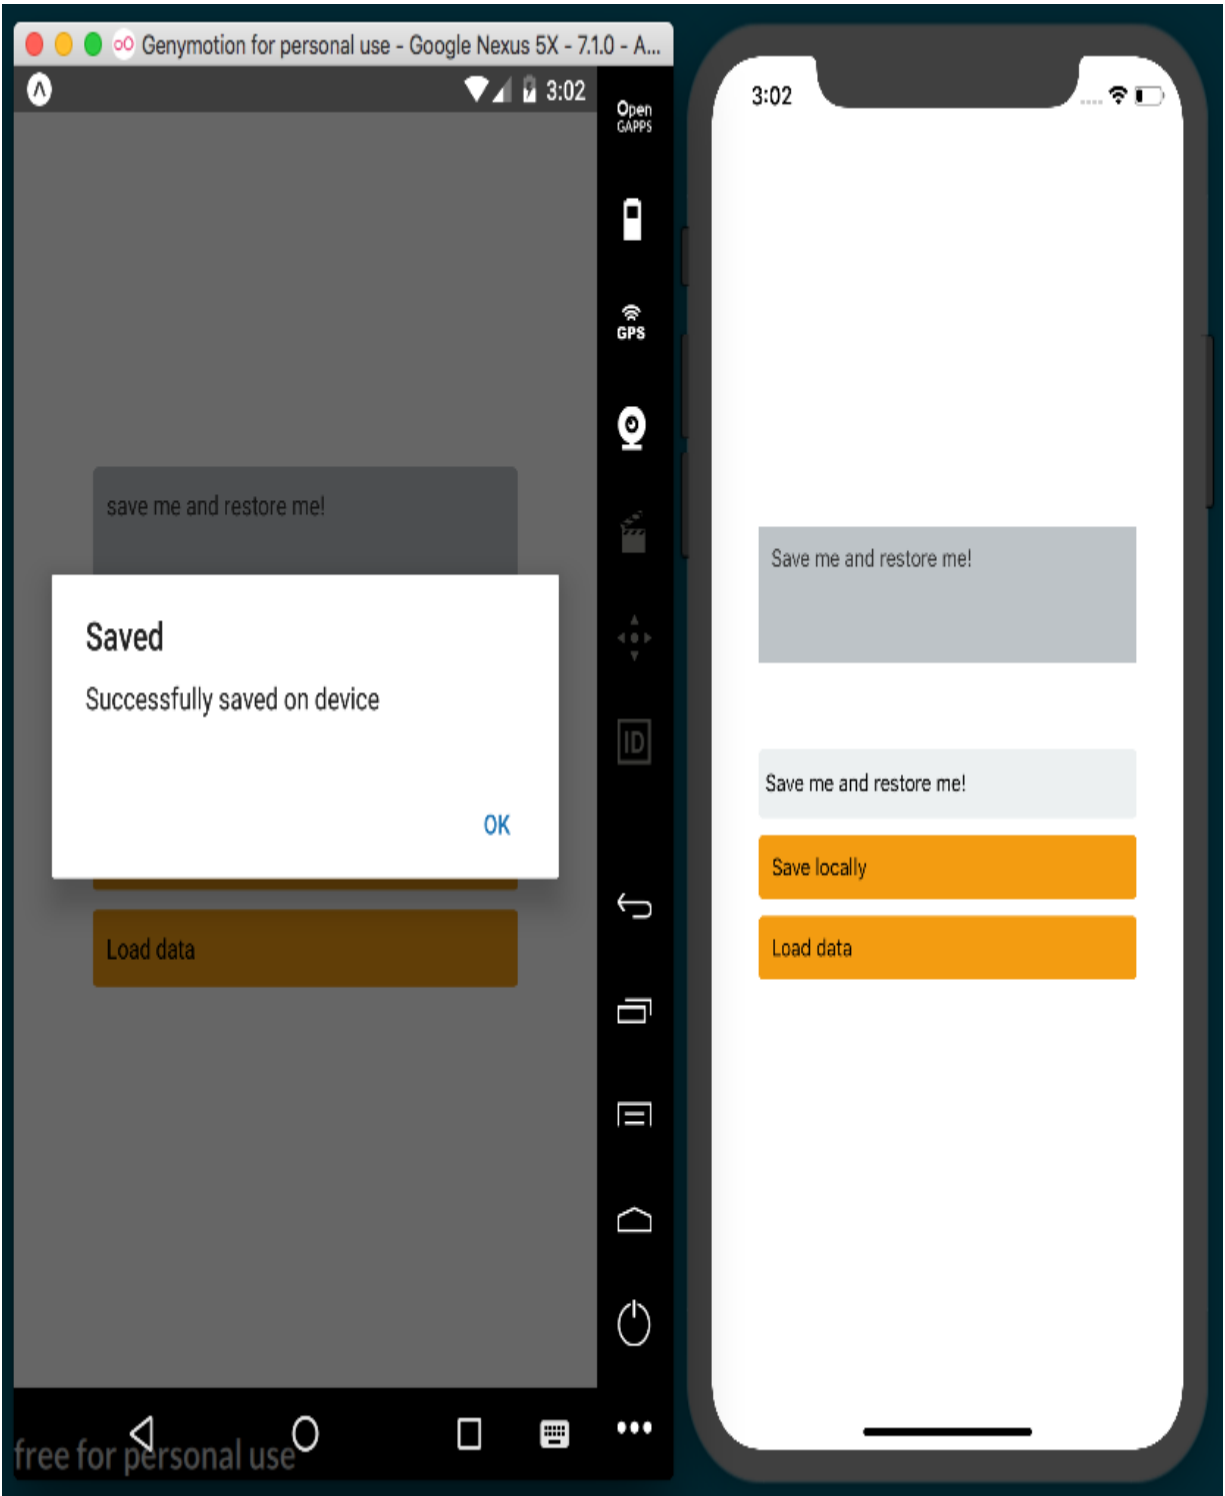 Genymotion for personal use - Google Nexus 5X - 7.1.0 - A...
3:02
Open
GAPPS
GPS
save me and restore me!
Saved
Successfully saved on device
OK
ID
Load data
free for personal use
3:02
Save me and restore me!
Save me and restore me!
Save locally
Load data